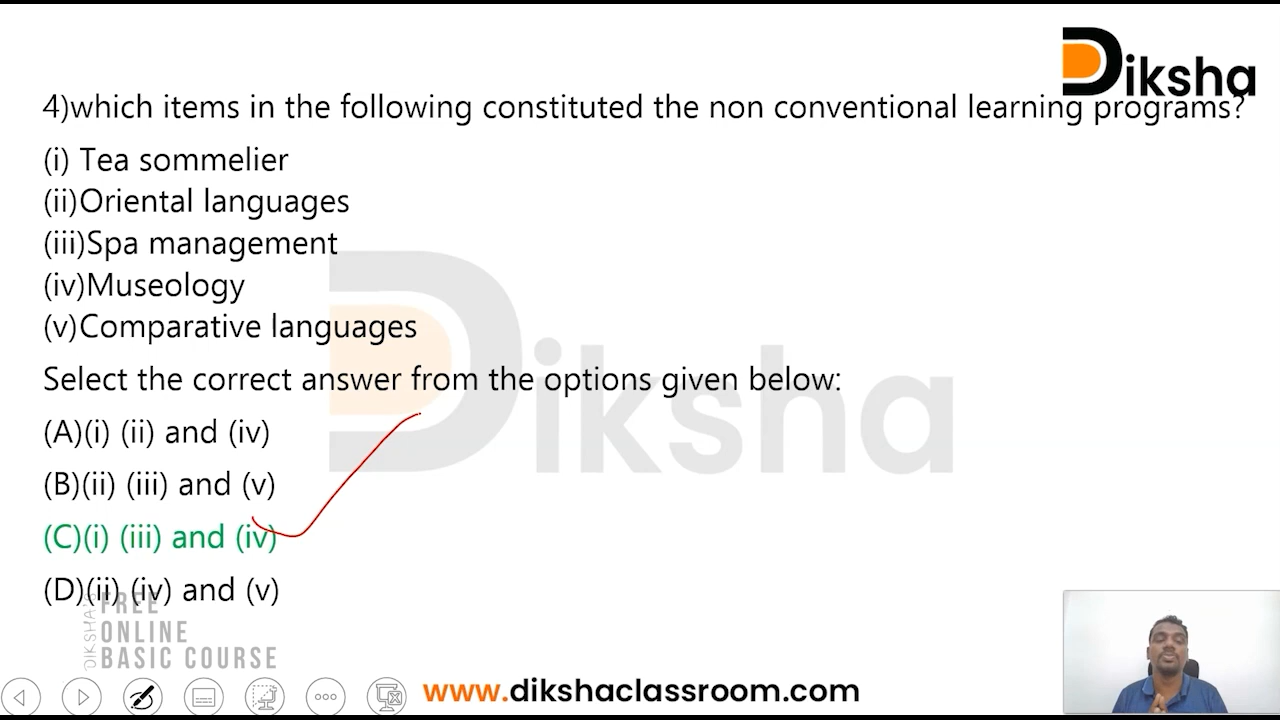 Diksha
4)which items in the following constituted the non conventional learning programs?
(i) Tea sommelier
(ii)Oriental languages
(iii)Spa management
(iv)Museology
(v)Comparative languages
Select the correct answer from the options given below:
(A)(i) (ii) and (iv)
(B)(ii) (iii) and (v)
(C)(i) (iii) and (iv)
(D)(ii) (iv) and (v)
Diksha
DIKSHA'S
FREE
ONLINE
BASIC COURSE
www.dikshaclassroom.com